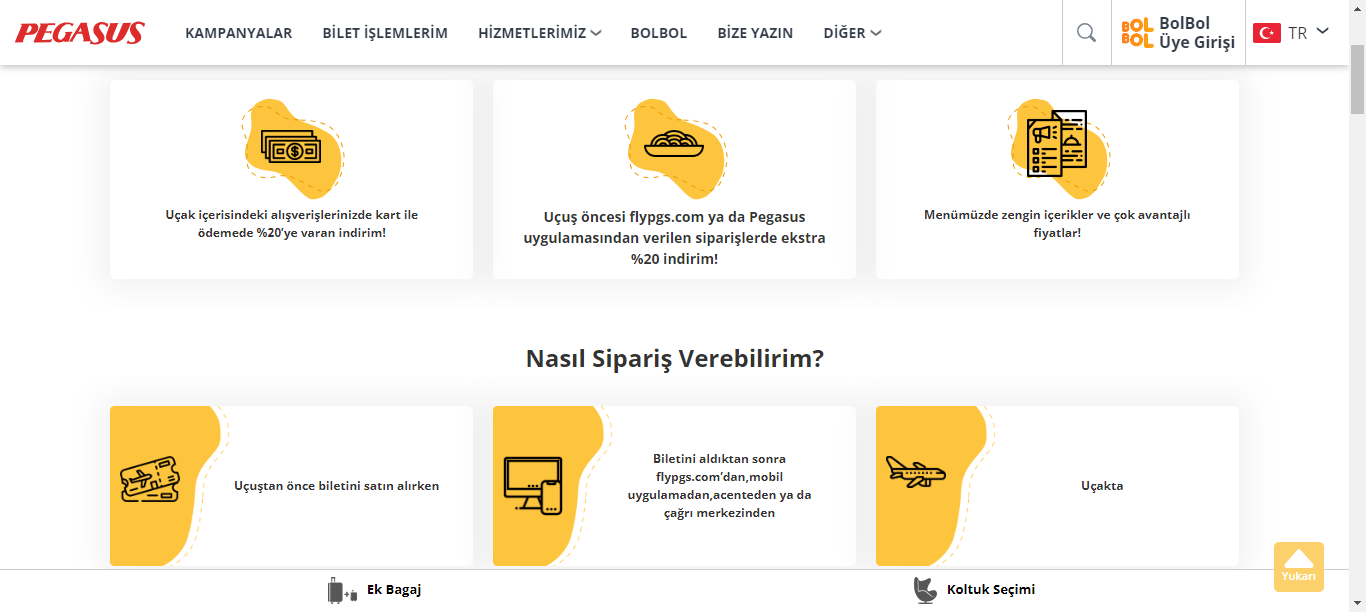 PEGASUS
KAMPANYALAR
BİLET İŞLEMLERİM
HİZMETLERİMİZ
BOLBOL
BİZE YAZIN
DİĞER
BOL
BOL
BolBol
Üye Girişi
TR
Uçak içerisindeki alışverişlerinizde kart ile
ödemede %20’ye varan indirim!
Uçuş öncesi flypgs.com ya da Pegasus
uygulamasından verilen siparişlerde ekstra
%20 indirim!
Menümüzde zengin içerikler ve çok avantajlı
fiyatlar!
Nasıl Sipariş Verebilirim?
Uçuştan önce biletini satın alırken
Biletini aldıktan sonra
flypgs.com’dan,mobil
uygulamadan,acenteden ya da
çağrı merkezinden
Uçakta
Yukarı
Ek Bagaj
Koltuk Seçimi